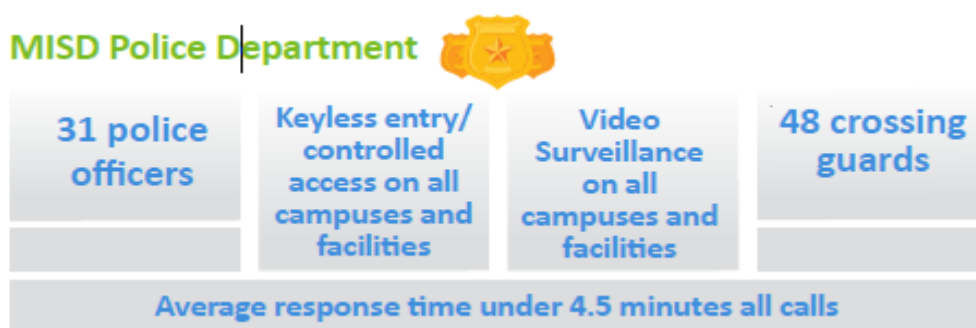 MISD Police Department
31 police
officers
Keyless entry/
controlled
access on all
campuses and
facilities
Video
Surveillance
on all
campuses and
facilities
48 crossing
guards
Average response time under 4.5 minutes all calls